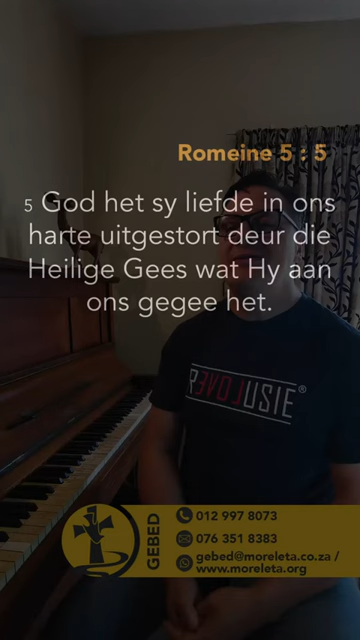 Romeine 5 : 5
5 God het sy liefde in ons
harte uitgestort deur die
Heilige Gees wat Hy aan
ons gegee het.
REVOLUSIE®
GEBED
012 997 8073
076 351 8383
gebed@moreleta.co.za /
www.moreleta.org